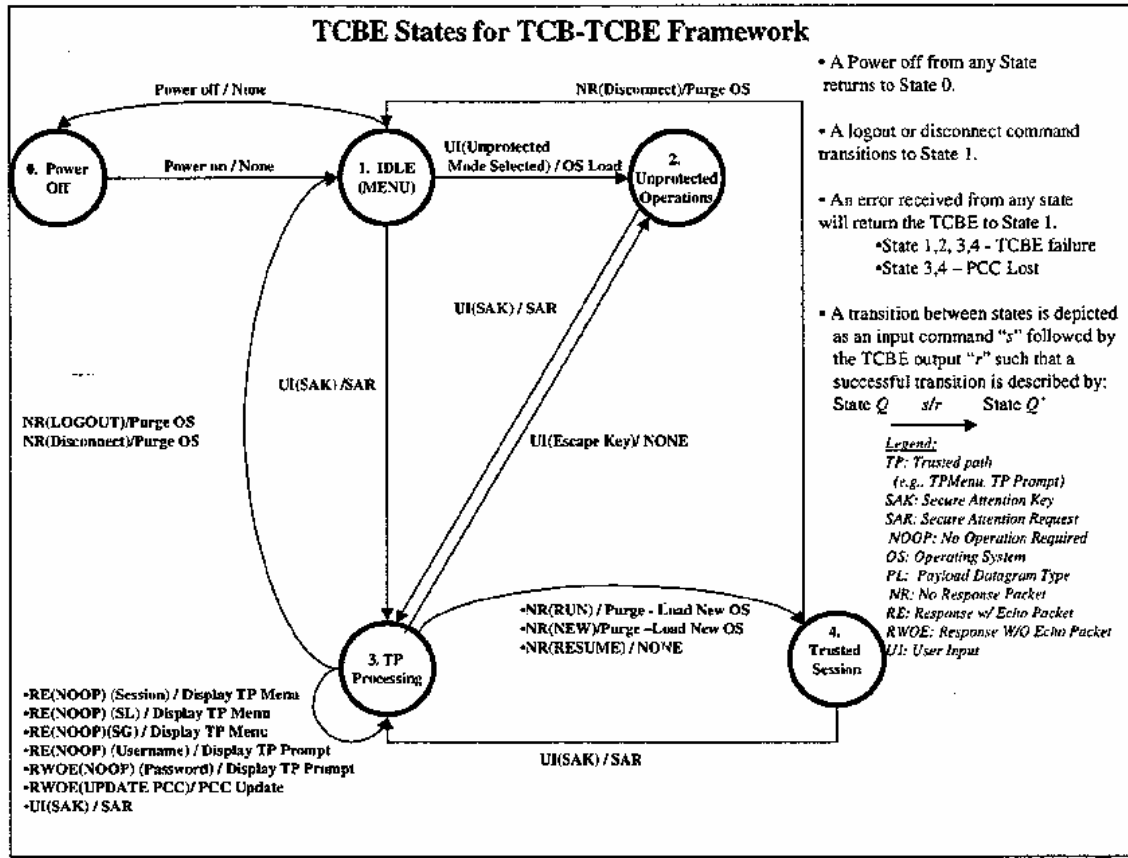 TCBE States for TCB-TCBE Framework
• A Power off from any State
returns to State 0.
• A logout or disconnect command
transitions to State 1.
• An error received from any state
will return the TCBE to State 1.
•State 1,2, 3,4 - TCBE failure
•State 3,4 – PCC Lost
• A transition between states is depicted
as an input command "s" followed by
the TCBE output "r" such that a
successful transition is described by:
State Q s/r State Q'
Legend:
TP: Trusted path
(e.g., TPMenu, TP Prompt)
SAK: Secure Attention Key
SAR: Secure Attention Request
NOOP: No Operation Required
OS: Operating System
PL: Payload Datagram Type
NR: No Response Packet
RE: Response w/ Echo Packet
RWOE: Response W/O Echo Packet
UI: User Input
Power off / None
NR(Disconnect)/Purge OS
0. Power
Off
Power on / None
1. IDLE
(MENU)
UI(Unprotected
Mode Selected) / OS Load
2.
Unprotected
Operations
UI(SAK) / SAR
UI(SAK) /SAR
NR(LOGOUT)/Purge OS
NR(Disconnect)/Purge OS
UI(Escape Key)/ NONE
•NR(RUN) / Purge - Load New OS
•NR(NEW)/Purge –Load New OS
•NR(RESUME) / NONE
3. TP
Processing
4.
Trusted
Session
•RE(NOOP) (Session) / Display TP Menu
•RE(NOOP) (SL) / Display TP Menu
•RE(NOOP)(SG) / Display TP Menu
•RE(NOOP) (Username) / Display TP Prompt
•RWOE(NOOP) (Password) / Display TP Prompt
•RWOE(UPDATE PCC)/ PCC Update
•UI(SAK) / SAR
UI(SAK) / SAR